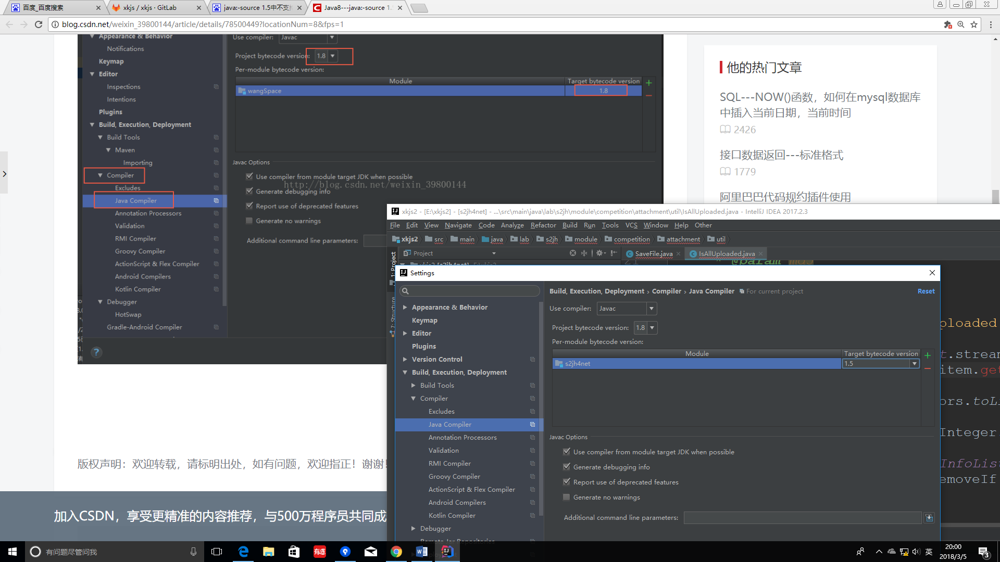 百度_百度搜索
xkjs / xkjs · GitLab
java:-source 1.5中不支
Java8---java:-source 1.
blog.csdn.net/weixin_39800144/article/details/78500449?locationNum=8&fps=1
Appearance & Behavior
Notifications
Keymap
Editor
Inspections
Intentions
Plugins
Build, Execution, Deployment
Build Tools
Maven
Importing
Compiler
Excludes
Java Compiler
Annotation Processors
Validation
RMI Compiler
Groovy Compiler
ActionScript & Flex Compiler
Android Compilers
Kotlin Compiler
Debugger
HotSwap
Gradle-Android Compiler
Use compiler: Javac
Project bytecode version: 1.8
Per-module bytecode version:
Module Target bytecode version
wangSpace 1.8
Javac Options
Use compiler from module target JDK when possible
http://blog.csdn.net/weixin_39800144
Generate debugging info
Report use of deprecated features
Generate no warnings
Additional command line parameters:
?
他的热门文章
SQL---NOW()函数，如何在mysql数据库
中插入当前日期，当前时间
2426
接口数据返回---标准格式
1779
阿里巴巴代码规约插件使用
版权声明：欢迎转载，请标明出处，如有问题，欢迎指正！谢谢！
加入CSDN，享受更精准的内容推荐，与500万程序员共同成
xkjs2 - [E:\xkjs2] - [s2jh4net] - ...\src\main\java\lab\s2jh\module\competition\attachment\util\IsAllUploaded.java - IntelliJ IDEA 2017.2.3
File Edit View Navigate Code Analyze Refactor Build Run Tools VCS Window Help Other
xkjs2 src main java lab s2jh module competition attachment util
Project
SaveFile.java
IsAllUploaded.java
1: Project
7: Structure
21
@param
Settings
Appearance & Behavior
Keymap
Editor
Plugins
Version Control
Build, Execution, Deployment
Build Tools
Compiler
Excludes
Java Compiler
Annotation Processors
Validation
RMI Compiler
Groovy Compiler
ActionScript & Flex Compiler
Android Compilers
Kotlin Compiler
Debugger
Remote Jar Repositories
Build, Execution, Deployment › Compiler › Java Compiler For current project Reset
Use compiler: Javac
Project bytecode version: 1.8
Per-module bytecode version:
Module Target bytecode version
s2jh4net 1.5
Javac Options
Use compiler from module target JDK when possible
Generate debugging info
Report use of deprecated features
Generate no warnings
Additional command line parameters:
ploaded
t.strean
item.get
ors.toLi
Integer
InfoList
emoveIf
有问题尽管问我
有道
英
20:00
2018/3/5
3